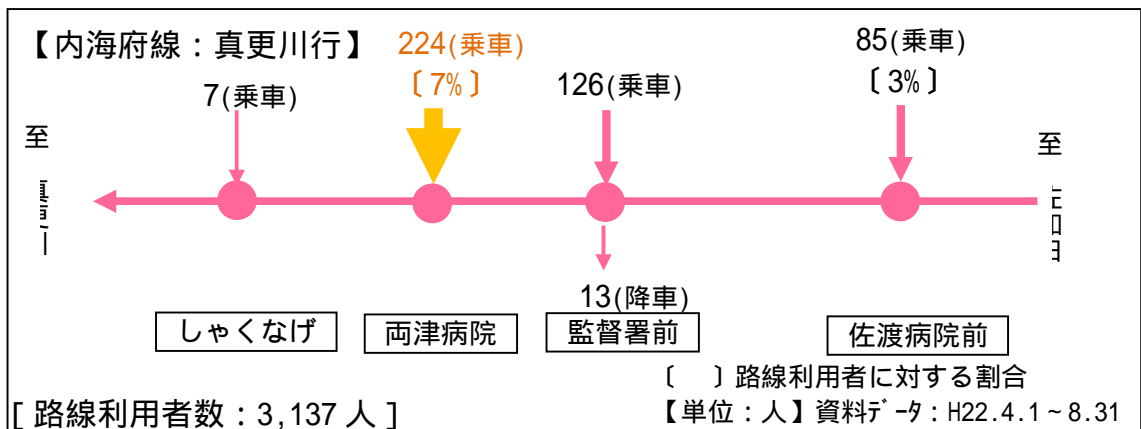 【内海府線：真更川行】
224(乗車)
〔7%〕
7(乗車)
126(乗車)
85(乗車)
〔3%〕
至
至
13(降車)
しゃくなげ
両津病院
監督署前
佐渡病院前
〔　〕路線利用者に対する割合
[路線利用者数：3,137人]
【単位：人】資料ﾃﾞｰﾀ：H22.4.1～8.31